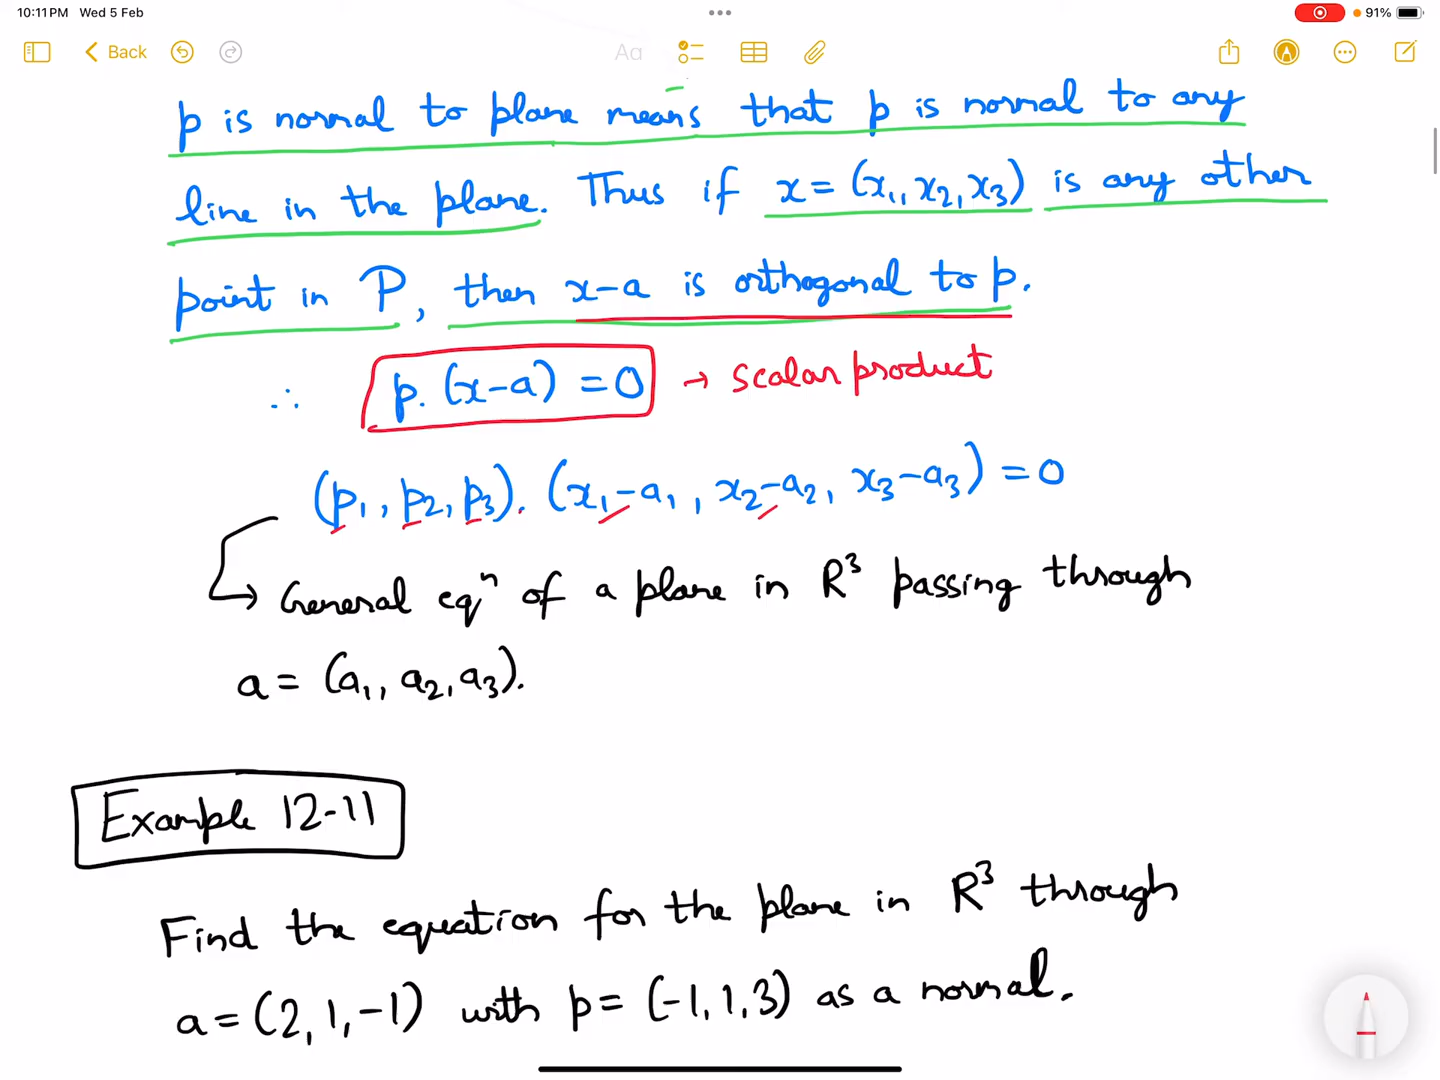 10:11 PM Wed 5 Feb
91%
Back
Aa
p is normal to plane means that p is normal to any
line in the plane. Thus if x = (x₁, x₂, x₃) is any other
point in P, then x-a is orthogonal to p.
∴ p. (x-a) = 0 → scalar product
(p₁, p₂, p₃). (x₁-a₁, x₂-a₂, x₃-a₃) = 0
↳ General eqⁿ of a plane in R³ passing through
a = (a₁, a₂, a₃).
Example 12-11
Find the equation for the plane in R³ through
a = (2, 1, -1) with p = (-1, 1, 3) as a normal.